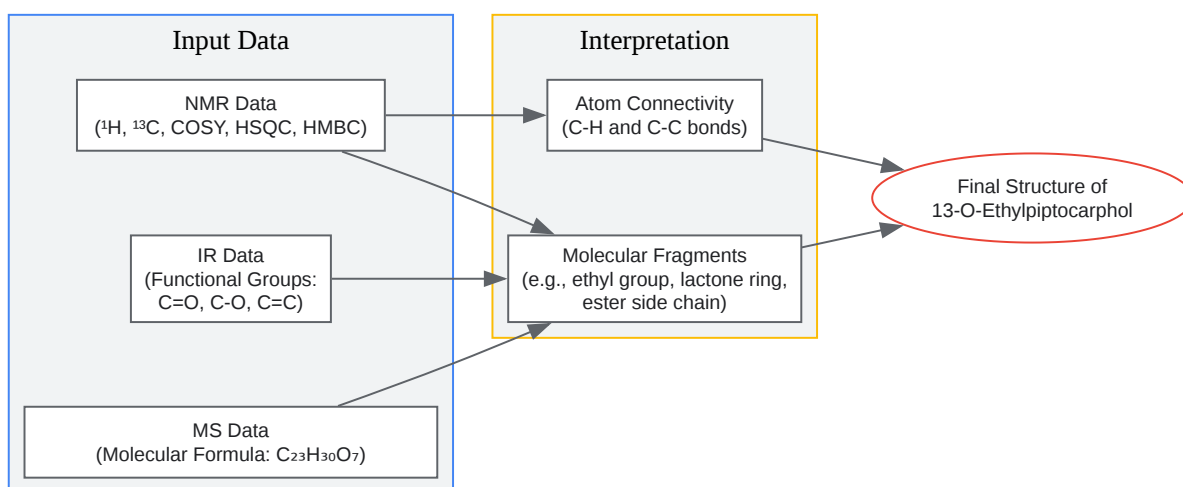 Input Data
Interpretation
NMR Data
(¹H, ¹³C, COSY, HSQC, HMBC)
Atom Connectivity
(C-H and C-C bonds)
Final Structure of
13-O-Ethylpiptocarphol
IR Data
(Functional Groups:
C=O, C-O, C=C)
Molecular Fragments
(e.g., ethyl group, lactone ring,
ester side chain)
MS Data
(Molecular Formula: C₂₃H₃₀O₇)